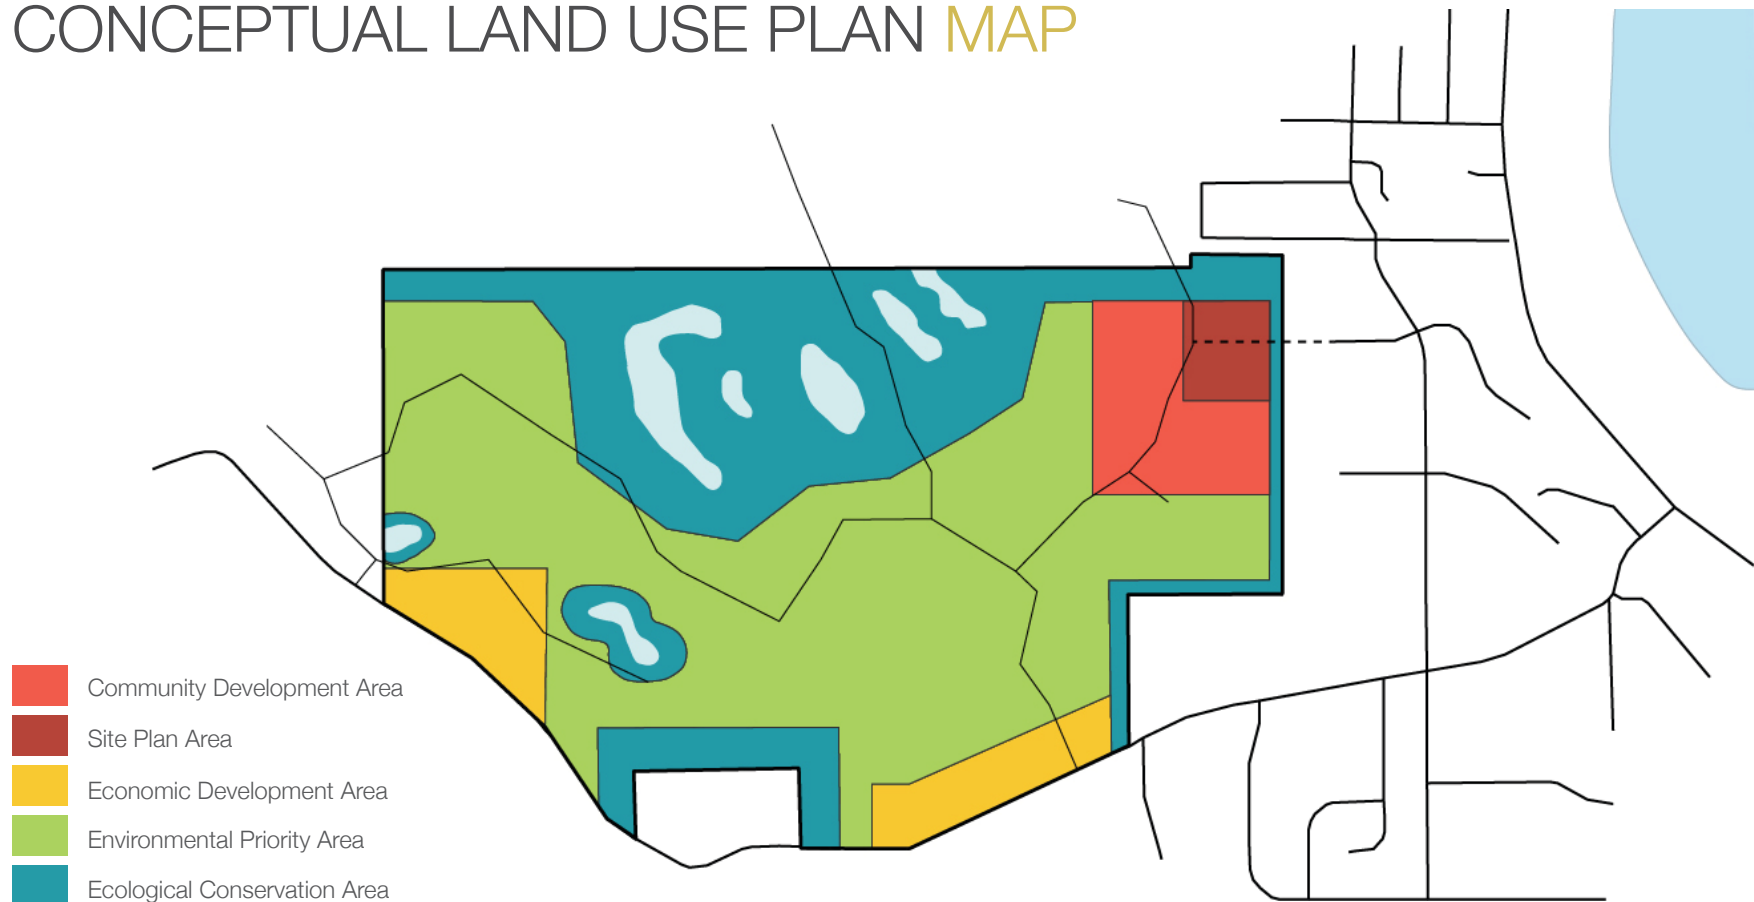 CONCEPTUAL LAND USE PLAN MAP
Community Development Area
Site Plan Area
Economic Development Area
Environmental Priority Area
Ecological Conservation Area